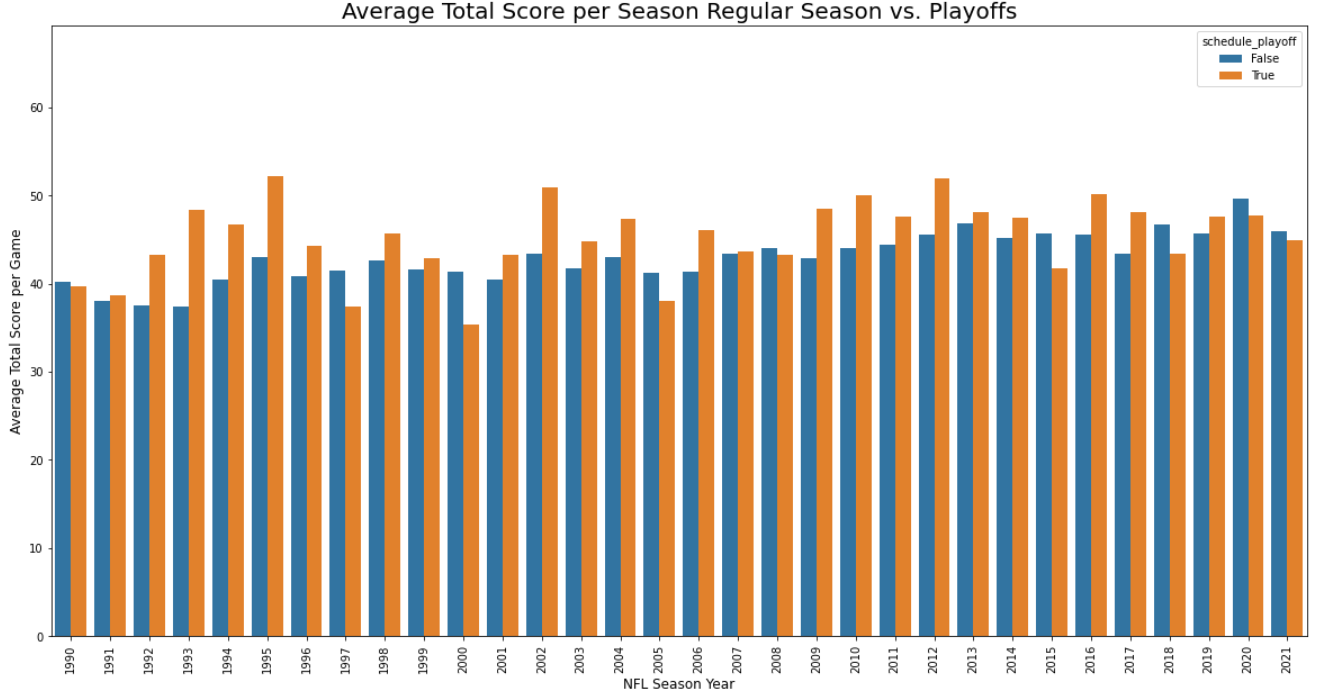 Average Total Score per Season Regular Season vs. Playoffs
schedule_playoff
False
True
Average Total Score per Game
60
50
40
30
20
10
0
1990 1991 1992 1993 1994 1995 1996 1997 1998 1999 2000 2001 2002 2003 2004 2005 2006 2007 2008 2009 2010 2011 2012 2013 2014 2015 2016 2017 2018 2019 2020 2021
NFL Season Year